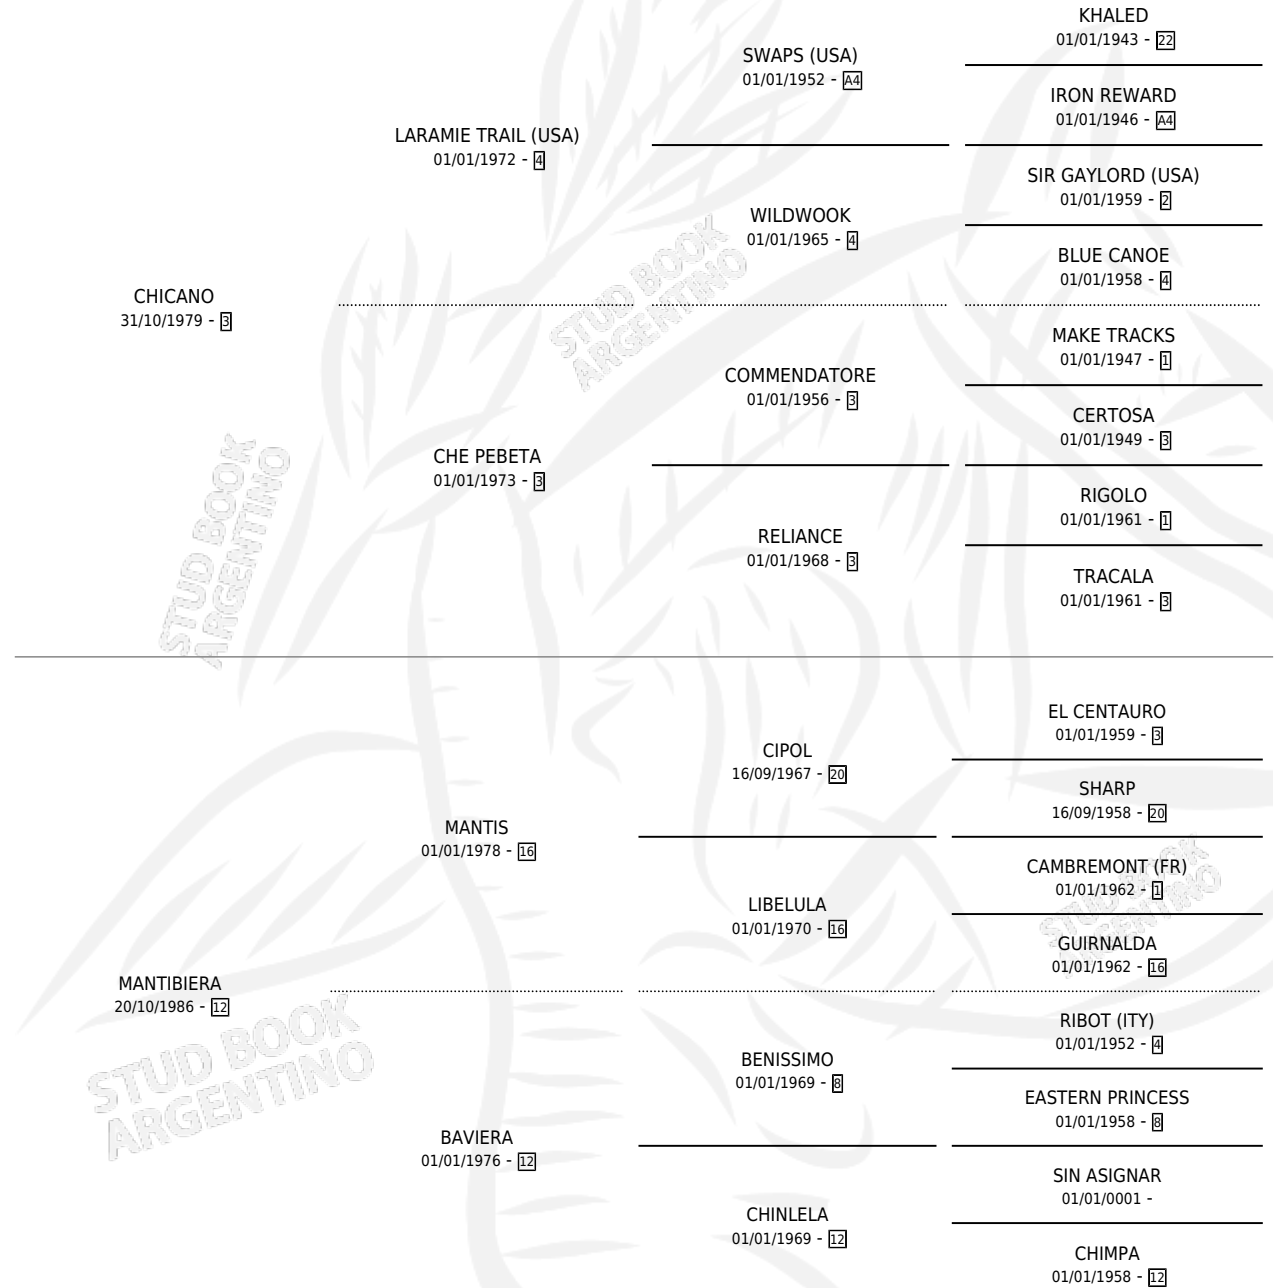 KHALED
01/01/1943 - 22
SWAPS (USA)
01/01/1952 - A4
IRON REWARD
01/01/1946 - A4
LARAMIE TRAIL (USA)
01/01/1972 - 4
SIR GAYLORD (USA)
01/01/1959 - 2
WILDWOOK
01/01/1965 - 4
BLUE CANOE
01/01/1958 - 4
CHICANO
31/10/1979 - 3
STUD BOOK
ARGENTINO
MAKE TRACKS
01/01/1947 - 1
COMMENDATORE
01/01/1956 - 3
CERTOSA
01/01/1949 - 3
CHE PEBETA
01/01/1973 - 3
RIGOLO
01/01/1961 - 1
RELIANCE
01/01/1968 - 3
TRACALA
01/01/1961 - 3
STUD BOOK
ARGENTINO
EL CENTAURO
01/01/1959 - 3
CIPOL
16/09/1967 - 20
SHARP
16/09/1958 - 20
MANTIS
01/01/1978 - 16
CAMBREMONT (FR)
01/01/1962 - 1
LIBELULA
01/01/1970 - 16
STUD BOOK
ARGENTINO
GUIRNALDA
01/01/1962 - 16
MANTIBIERA
20/10/1986 - 12
RIBOT (ITY)
01/01/1952 - 4
BENISSIMO
01/01/1969 - 8
EASTERN PRINCESS
01/01/1958 - 8
STUD BOOK
ARGENTINO
BAVIERA
01/01/1976 - 12
SIN ASIGNAR
01/01/0001 -
CHINLELA
01/01/1969 - 12
CHIMPA
01/01/1958 - 12